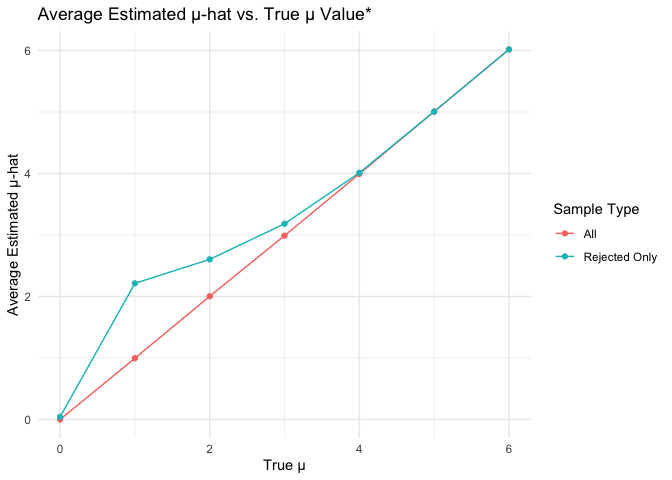 Average Estimated μ-hat vs. True μ Value*
Average Estimated μ-hat
6
4
2
0
0
2
4
6
True μ
Sample Type
All
Rejected Only